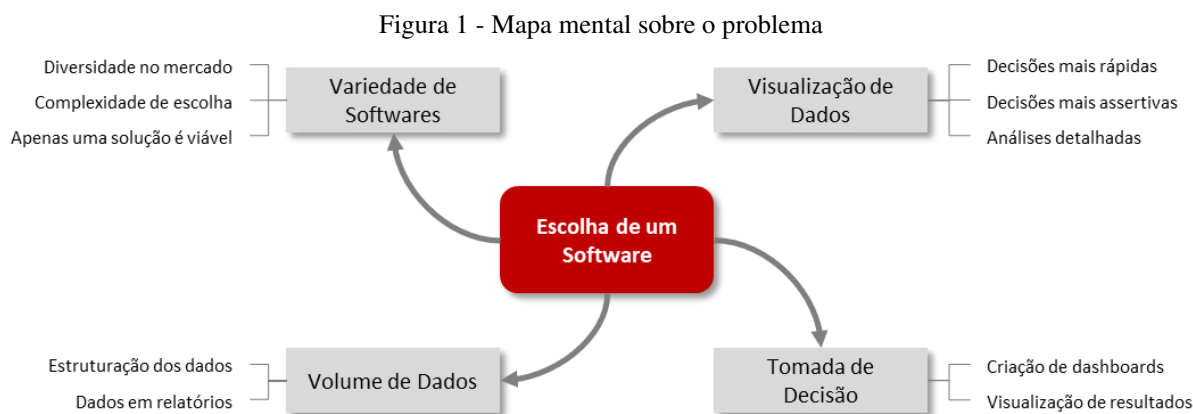 Figura 1 - Mapa mental sobre o problema
Diversidade no mercado
Complexidade de escolha
Apenas uma solução é viável
Variedade de
Softwares
Visualização de
Dados
Decisões mais rápidas
Decisões mais assertivas
Análises detalhadas
Escolha de um
Software
Estruturação dos dados
Dados em relatórios
Volume de Dados
Tomada de
Decisão
Criação de dashboards
Visualização de resultados